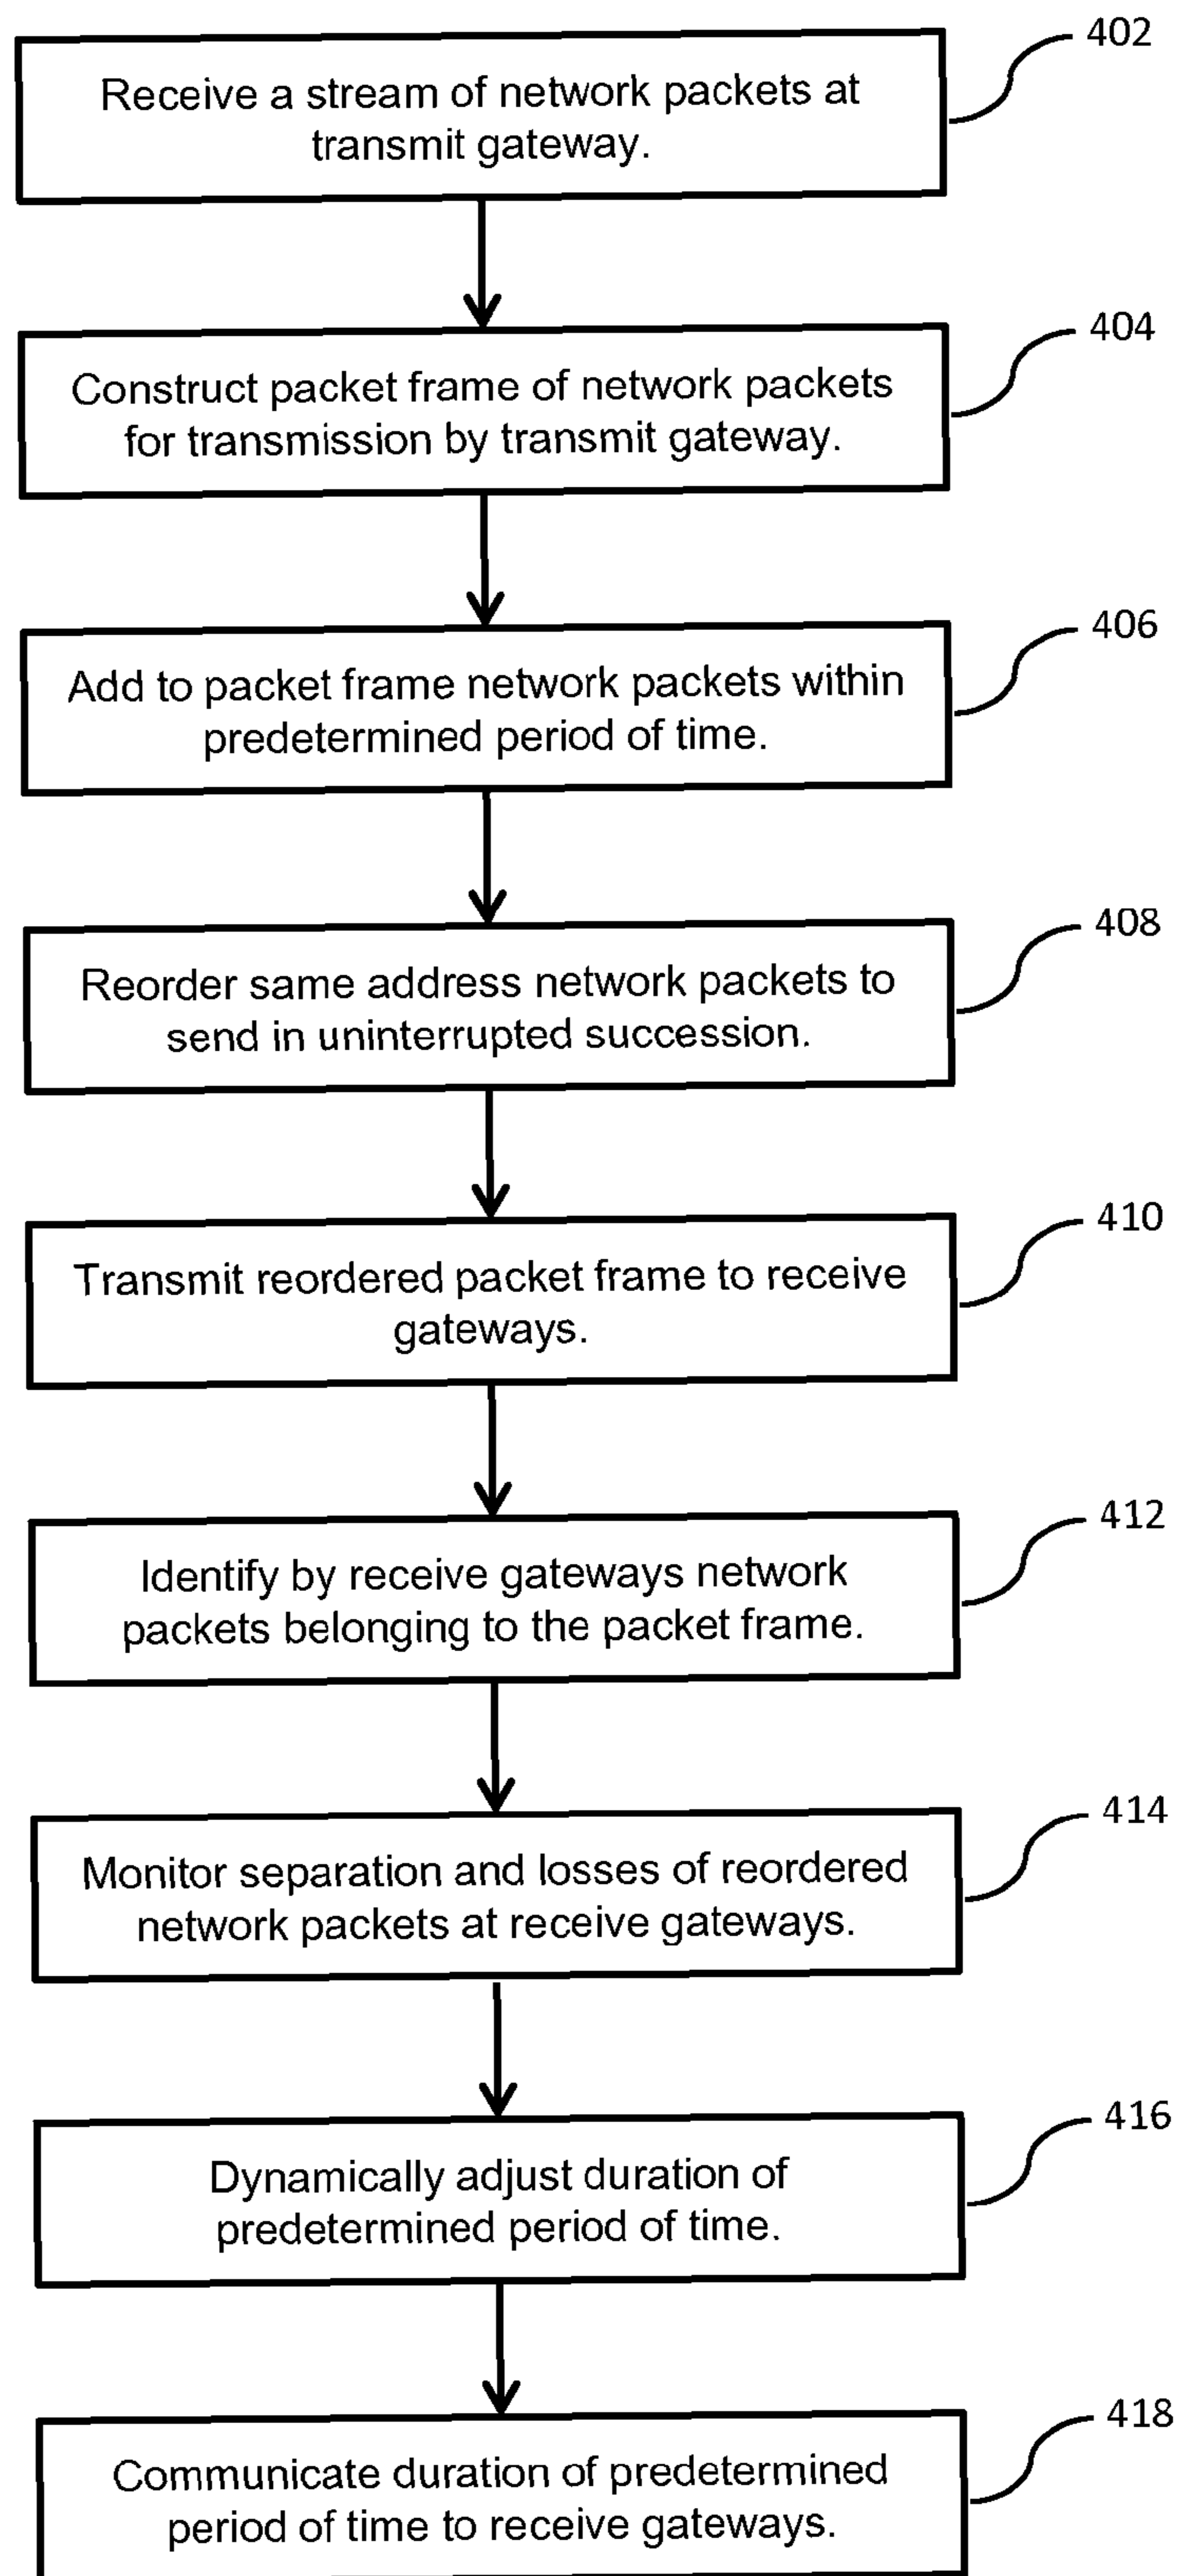 402
Receive a stream of network packets at
transmit gateway.
404
Construct packet frame of network packets
for transmission by transmit gateway.
406
Add to packet frame network packets within
predetermined period of time.
408
Reorder same address network packets to
send in uninterrupted succession.
410
Transmit reordered packet frame to receive
gateways.
412
Identify by receive gateways network
packets belonging to the packet frame.
414
Monitor separation and losses of reordered
network packets at receive gateways.
416
Dynamically adjust duration of
predetermined period of time.
418
Communicate duration of predetermined
period of time to receive gateways.